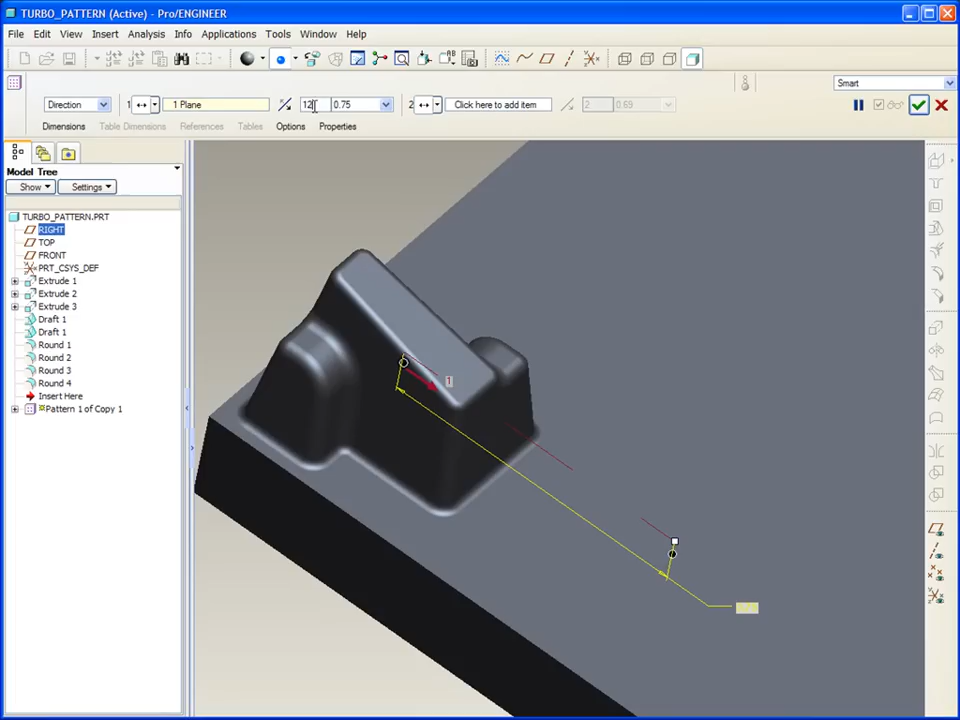 TURBO_PATTERN (Active) - Pro/ENGINEER
File Edit View Insert Analysis Info Applications Tools Window Help
Smart
Direction 1 1 Plane 12 0.75 2 Click here to add item 2 0.69
Dimensions Table Dimensions References Tables Options Properties
Model Tree
Show Settings
TURBO_PATTERN.PRT
RIGHT
TOP
FRONT
PRT_CSYS_DEF
Extrude 1
Extrude 2
Extrude 3
Draft 1
Draft 1
Round 1
Round 2
Round 3
Round 4
Insert Here
Pattern 1 of Copy 1
1